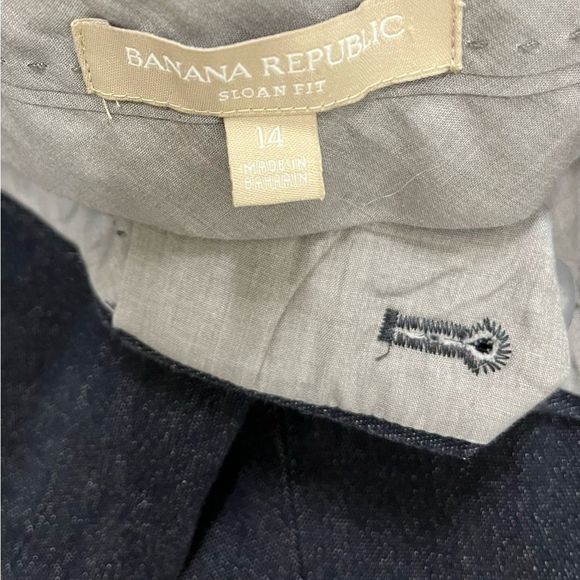 BANANA REPUBLIC
SLOAN FIT
14
MADE IN
BAHRAIN